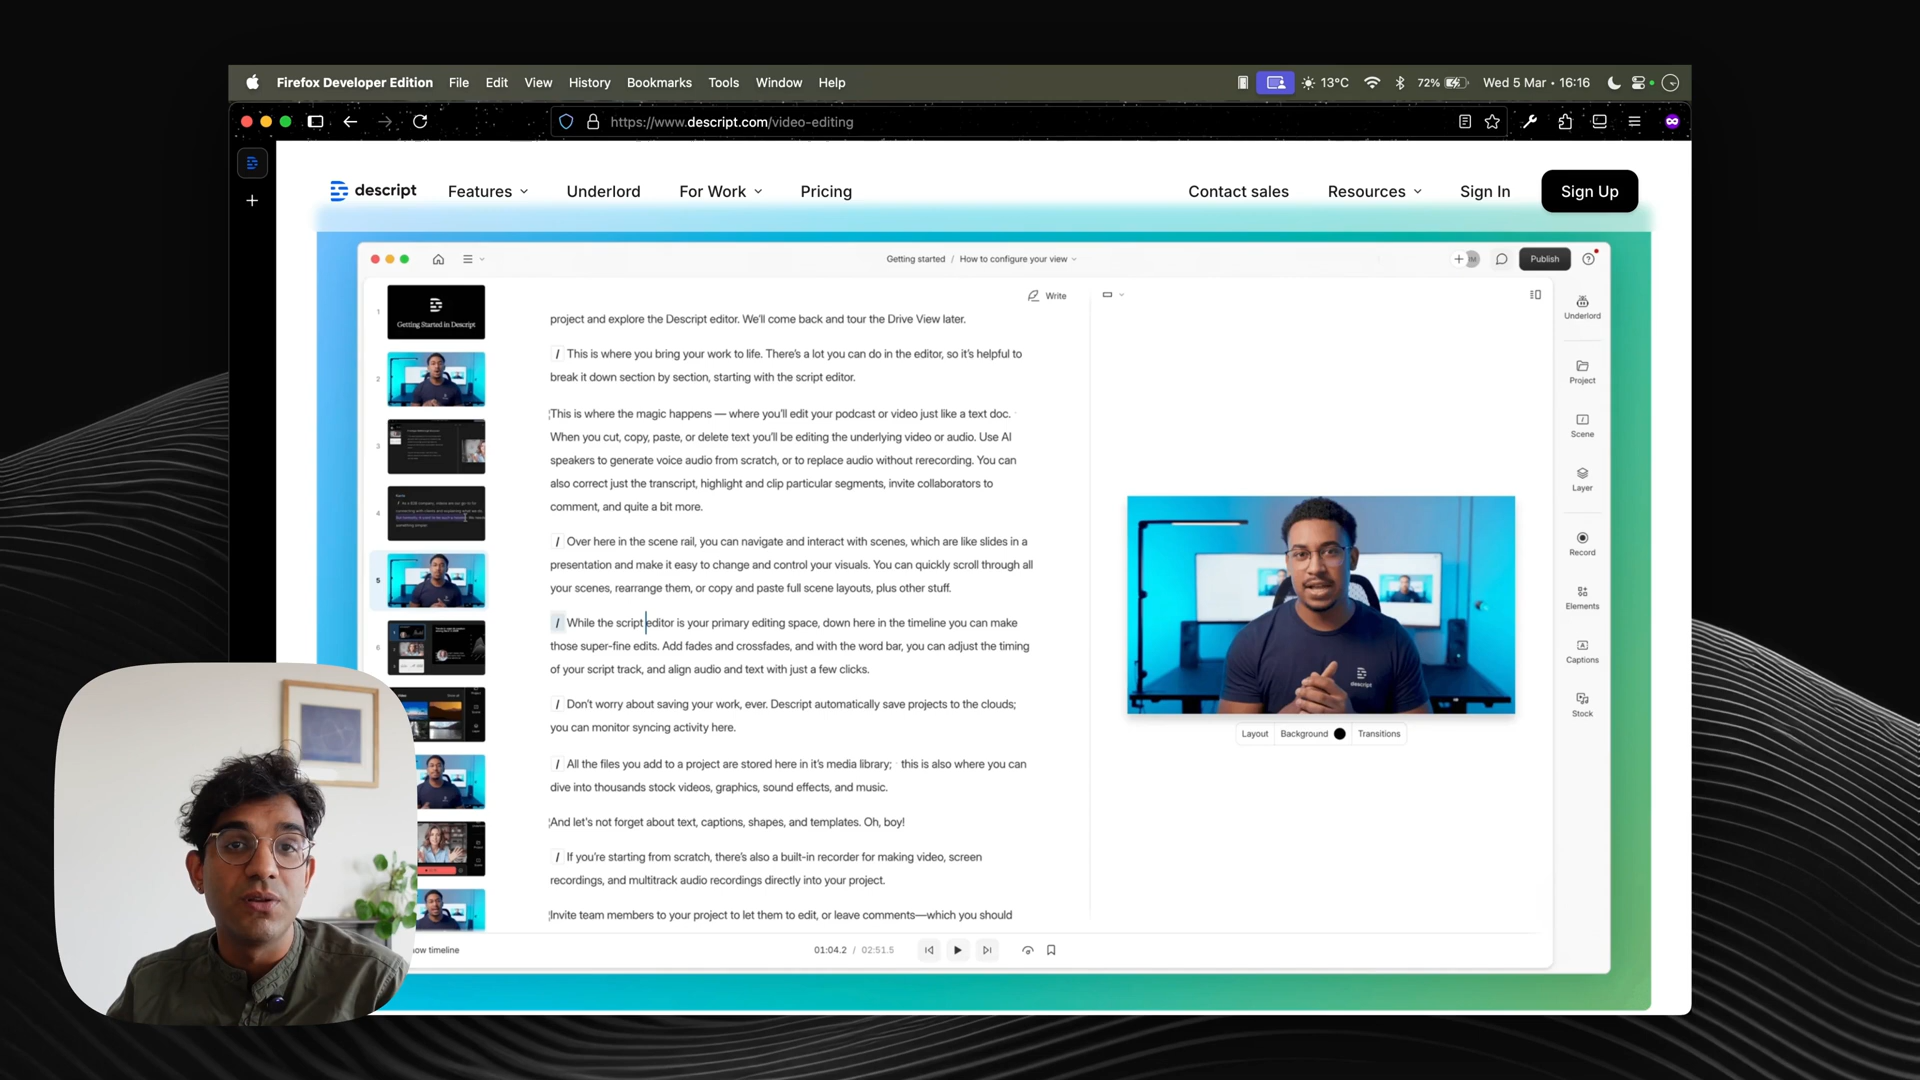 Firefox Developer Edition File Edit View History Bookmarks Tools Window Help 13°C 72% Wed 5 Mar • 16:16
https://www.descript.com/video-editing
descript Features Underlord For Work Pricing Contact sales Resources Sign In Sign Up
Getting started / How to configure your view Publish
Write
1
Getting Started in Descript
2
3
4
5
6
project and explore the Descript editor. We'll come back and tour the Drive View later.
/ This is where you bring your work to life. There's a lot you can do in the editor, so it's helpful to
break it down section by section, starting with the script editor.
This is where the magic happens — where you'll edit your podcast or video just like a text doc.
When you cut, copy, paste, or delete text you'll be editing the underlying video or audio. Use AI
speakers to generate voice audio from scratch, or to replace audio without rerecording. You can
also correct just the transcript, highlight and clip particular segments, invite collaborators to
comment, and quite a bit more.
/ Over here in the scene rail, you can navigate and interact with scenes, which are like slides in a
presentation and make it easy to change and control your visuals. You can quickly scroll through all
your scenes, rearrange them, or copy and paste full scene layouts, plus other stuff.
/ While the script editor is your primary editing space, down here in the timeline you can make
those super-fine edits. Add fades and crossfades, and with the word bar, you can adjust the timing
of your script track, and align audio and text with just a few clicks.
/ Don't worry about saving your work, ever. Descript automatically save projects to the clouds;
you can monitor syncing activity here.
/ All the files you add to a project are stored here in it's media library; this is also where you can
dive into thousands stock videos, graphics, sound effects, and music.
And let's not forget about text, captions, shapes, and templates. Oh, boy!
/ If you're starting from scratch, there's also a built-in recorder for making video, screen
recordings, and multitrack audio recordings directly into your project.
Invite team members to your project to let them to edit, or leave comments—which you should
descript
Layout Background Transitions
Underlord
Project
Scene
Layer
Record
Elements
Captions
Stock
ow timeline 01:04.2 / 02:51.5